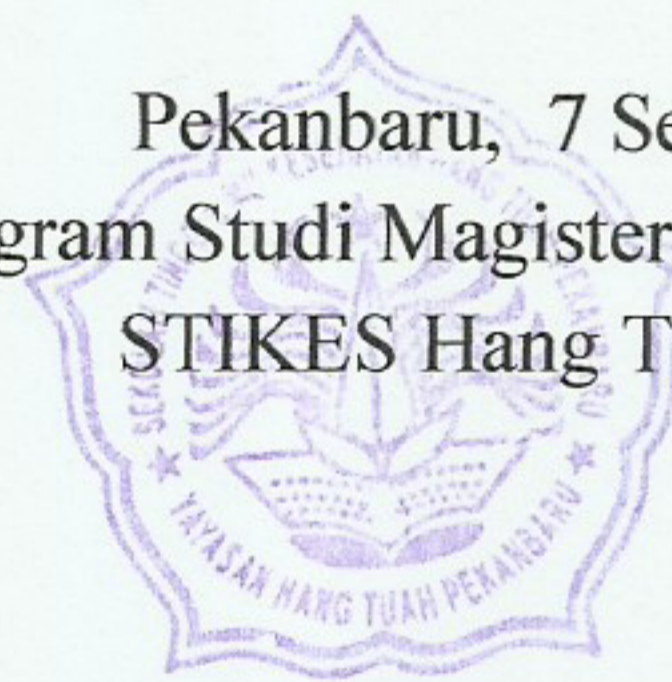 Pekanbaru, 7 Se
gram Studi Magister
STIKES Hang T
YAYASAN HANG TUAH PEKANBARU